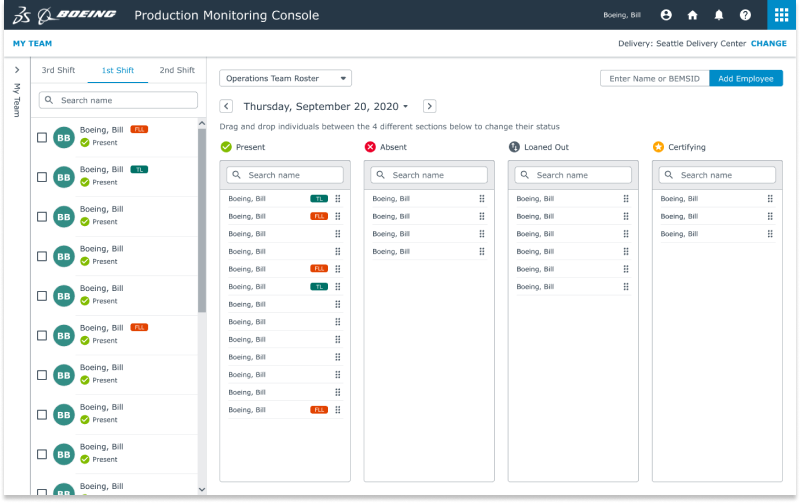 3S BOEING Production Monitoring Console Boeing, Bill
MY TEAM Delivery: Seattle Delivery Center CHANGE
My Team
3rd Shift 1st Shift 2nd Shift
Search name
BB Boeing, Bill FLL
Present
BB Boeing, Bill TL
Present
BB Boeing, Bill
Present
BB Boeing, Bill
Present
BB Boeing, Bill
Present
BB Boeing, Bill FLL
Present
BB Boeing, Bill
Present
BB Boeing, Bill
Present
BB Boeing, Bill
Present
BB Boeing, Bill
Operations Team Roster Enter Name or BEMSID Add Employee
Thursday, September 20, 2020
Drag and drop individuals between the 4 different sections below to change their status
Present
Search name
Boeing, Bill TL
Boeing, Bill FLL
Boeing, Bill
Boeing, Bill
Boeing, Bill FLL
Boeing, Bill TL
Boeing, Bill
Boeing, Bill
Boeing, Bill
Boeing, Bill
Boeing, Bill
Boeing, Bill
Boeing, Bill FLL
Absent
Search name
Boeing, Bill
Boeing, Bill
Boeing, Bill
Boeing, Bill
Loaned Out
Search name
Boeing, Bill
Boeing, Bill
Boeing, Bill
Boeing, Bill
Boeing, Bill
Boeing, Bill
Certifying
Search name
Boeing, Bill
Boeing, Bill
Boeing, Bill